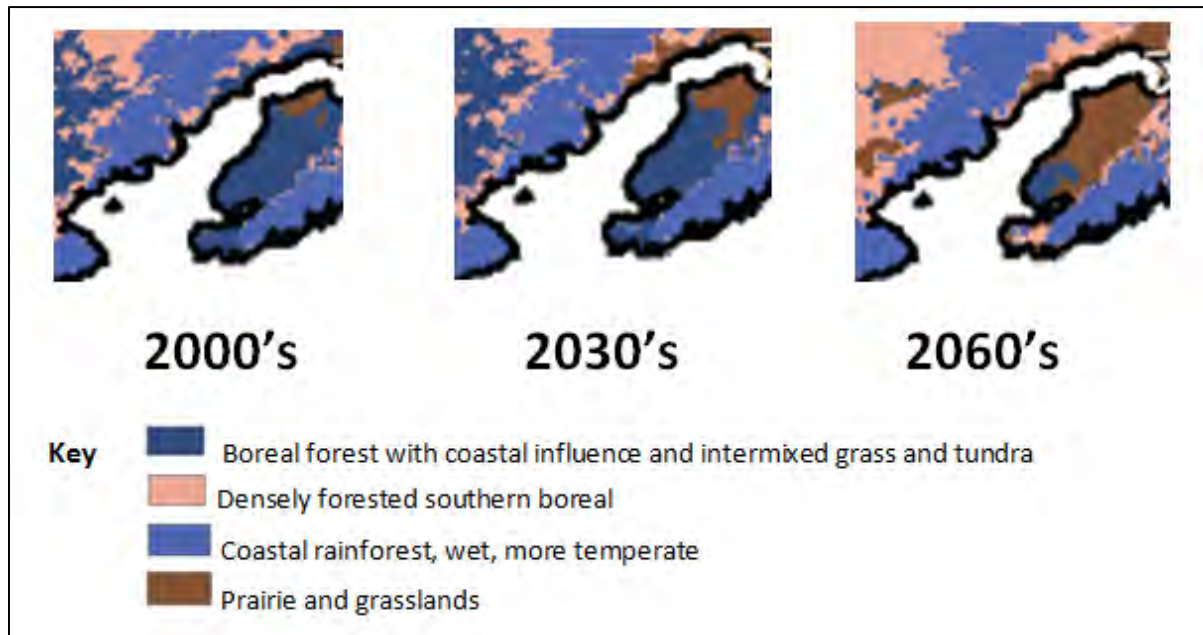 2000’s 2030’s 2060’s
Key
Boreal forest with coastal influence and intermixed grass and tundra
Densely forested southern boreal
Coastal rainforest, wet, more temperate
Prairie and grasslands